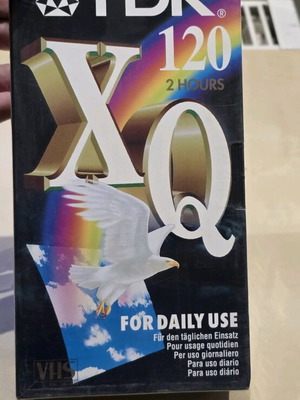 TDK®
XQ
120
2 HOURS
FOR DAILY USE
Für den täglichen Einsatz
Pour usage quotidien
Per uso giornaliero
Para uso diario
Para uso diário
VHS